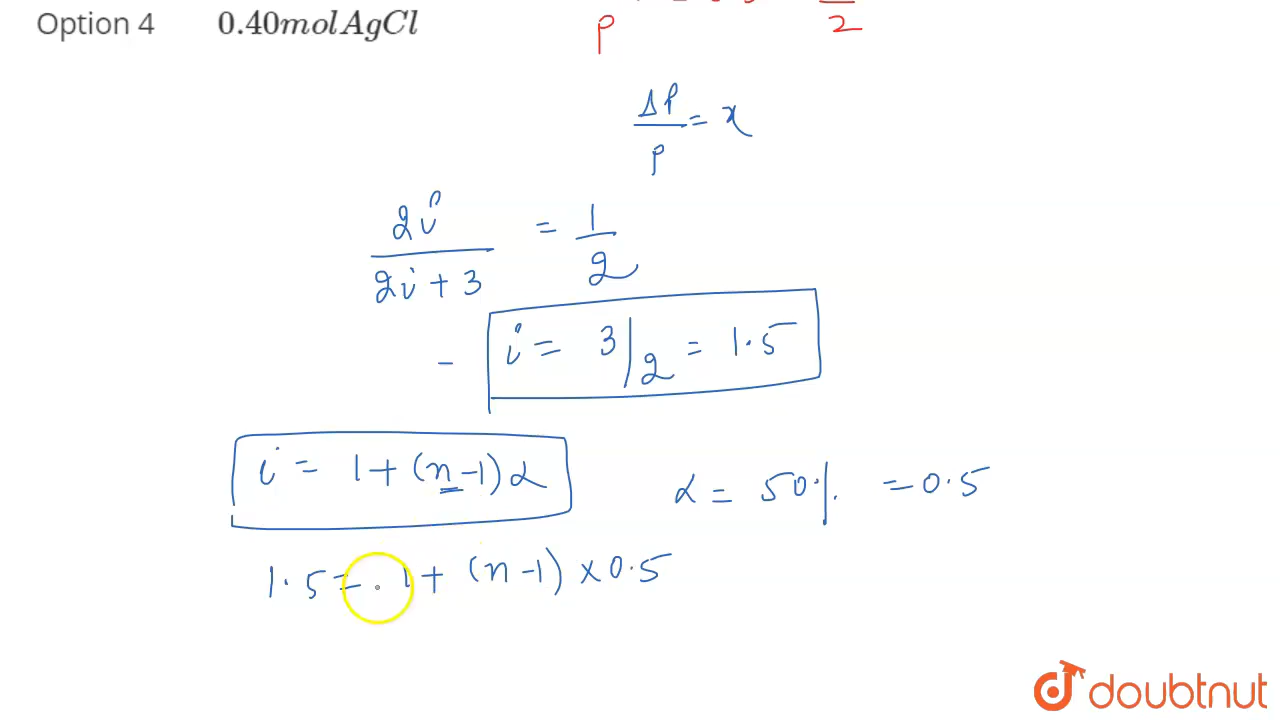 Option 4 0.40molAgCl
P 2
ΔP/P = x
2i/(2i + 3) = 1/2
- i = 3/2 = 1.5
i = 1 + (n-1)α α = 50% = 0.5
1.5 = 1 + (n-1) × 0.5
doubtnut